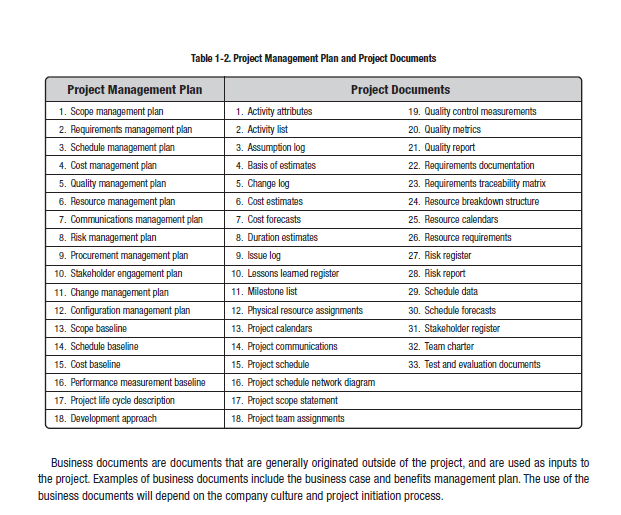 Table 1-2. Project Management Plan and Project Documents
Project Management Plan Project Documents
1. Scope management plan 1. Activity attributes 19. Quality control measurements
2. Requirements management plan 2. Activity list 20. Quality metrics
3. Schedule management plan 3. Assumption log 21. Quality report
4. Cost management plan 4. Basis of estimates 22. Requirements documentation
5. Quality management plan 5. Change log 23. Requirements traceability matrix
6. Resource management plan 6. Cost estimates 24. Resource breakdown structure
7. Communications management plan 7. Cost forecasts 25. Resource calendars
8. Risk management plan 8. Duration estimates 26. Resource requirements
9. Procurement management plan 9. Issue log 27. Risk register
10. Stakeholder engagement plan 10. Lessons learned register 28. Risk report
11. Change management plan 11. Milestone list 29. Schedule data
12. Configuration management plan 12. Physical resource assignments 30. Schedule forecasts
13. Scope baseline 13. Project calendars 31. Stakeholder register
14. Schedule baseline 14. Project communications 32. Team charter
15. Cost baseline 15. Project schedule 33. Test and evaluation documents
16. Performance measurement baseline 16. Project schedule network diagram
17. Project life cycle description 17. Project scope statement
18. Development approach 18. Project team assignments
Business documents are documents that are generally originated outside of the project, and are used as inputs to
the project. Examples of business documents include the business case and benefits management plan. The use of the
business documents will depend on the company culture and project initiation process.